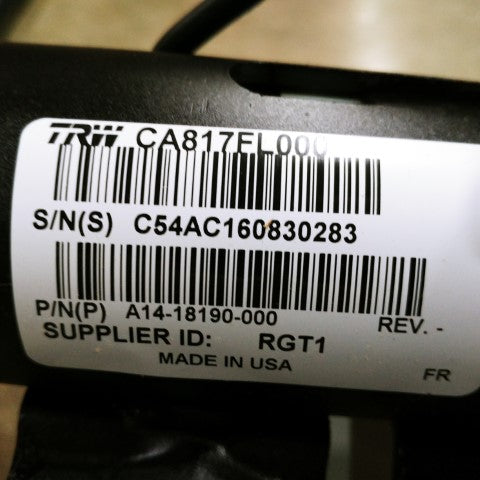 TRW CA817FL000
S/N(S) C54AC160830283
P/N(P) A14-18190-000 REV. -
SUPPLIER ID: RGT1
MADE IN USA
FR